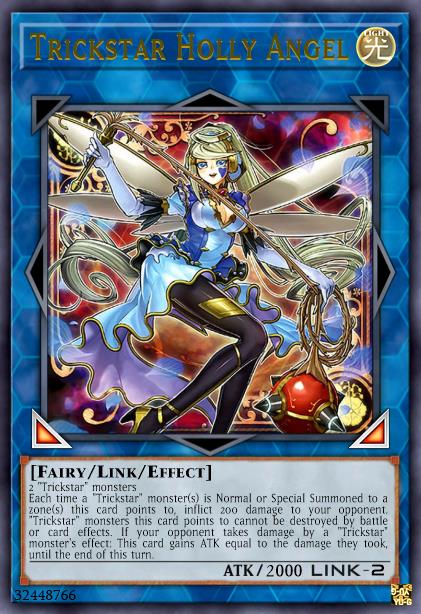 Trickstar Holly Angel
LIGHT
光
[Fairy/Link/Effect]
2 "Trickstar" monsters
Each time a "Trickstar" monster(s) is Normal or Special Summoned to a
zone(s) this card points to, inflict 200 damage to your opponent.
"Trickstar" monsters this card points to cannot be destroyed by battle
or card effects. If your opponent takes damage by a "Trickstar"
monster's effect: This card gains ATK equal to the damage they took,
until the end of this turn.
ATK/2000 LINK-2
32448766